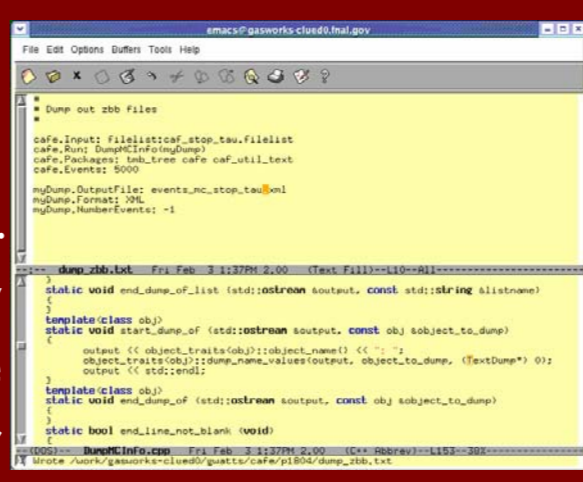 emacs@gasworks-clued0.fnal.gov
File Edit Options Buffers Tools Help
#
# Dump out zbb files
#
cafe.Input: filelist:caf_stop_tau.filelist
cafe.Run: DumpMCInfo(myDump)
cafe.Packages: tmb_tree cafe caf_util_text
cafe.Events: 5000
myDump.OutputFile: events_mc_stop_tau.xml
myDump.Format: XML
myDump.NumberEvents: -1
--:-- dump_zbb.txt Fri Feb 3 1:37PM 2.00 (Text Fill)--L10--All----------
}
static void end_dump_of_list (std::ostream &output, const std::string &listname)
{
}
template<class obj>
static void start_dump_of (std::ostream &output, const obj &object_to_dump)
{
output << object_traits<obj>::object_name() << ": ";
object_traits<obj>::dump_name_values(output, object_to_dump, (TextDump*) 0);
output << std::endl;
}
template<class obj>
static void end_dump_of (std::ostream &output, const obj &object_to_dump)
{
}
static bool end_line_not_blank (void)
{
--(DOS)-- DumpMCInfo.cpp Fri Feb 3 1:37PM 2.00 (C++ Abbrev)--L153--38%----------
Wrote /work/gasworks-clued0/gwatts/cafe/p1804/dump_zbb.txt